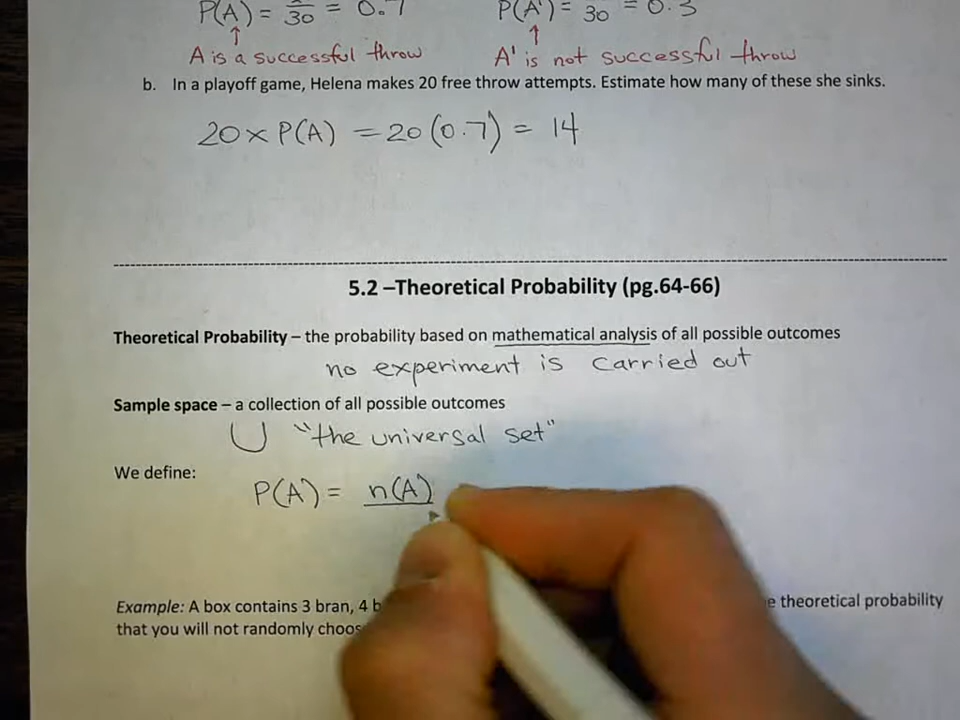 P(A) = /30 = 0.7 P(A') = /30 = 0.3
↑ ↑
A is a successful throw A' is not successful throw
b. In a playoff game, Helena makes 20 free throw attempts. Estimate how many of these she sinks.
20 × P(A) = 20 (0.7) = 14
5.2 –Theoretical Probability (pg.64-66)
Theoretical Probability – the probability based on mathematical analysis of all possible outcomes
no experiment is carried out
Sample space – a collection of all possible outcomes
U "the universal set"
We define:
P(A) = n(A)
Example: A box contains 3 bran, 4 theoretical probability
that you will not randomly